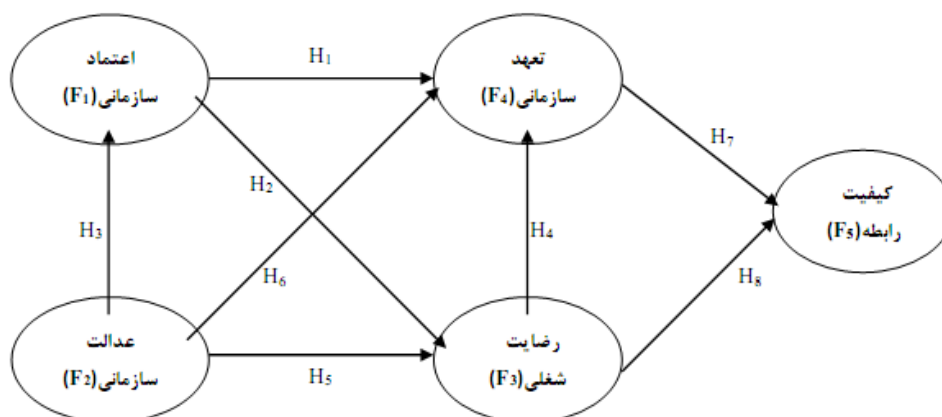 اعتماد
سازمانی(F₁)
H₁
تعهد
سازمانی(F₄)
H₇
H₂
کیفیت
رابطه(F₅)
H₃
H₄
H₆
H₈
عدالت
سازمانی(F₂)
H₅
رضایت
شغلی(F₃)